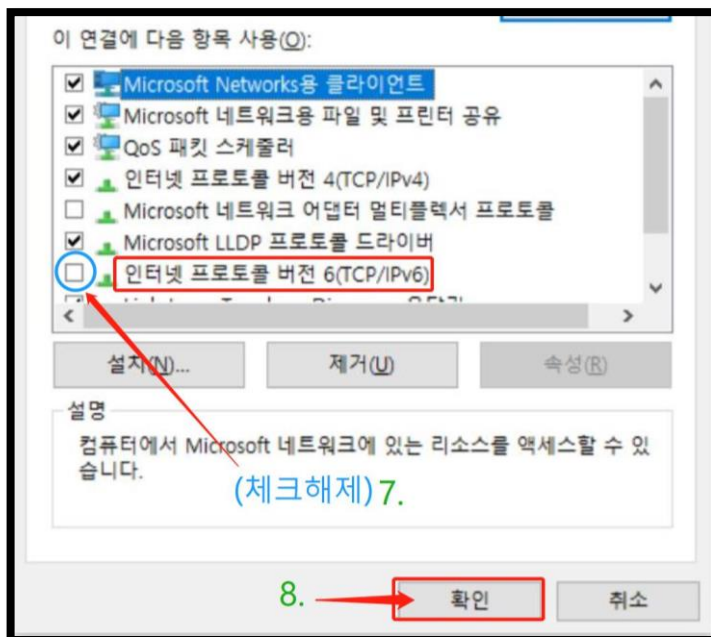 이 연결에 다음 항목 사용(O):
Microsoft Networks용 클라이언트
Microsoft 네트워크용 파일 및 프린터 공유
QoS 패킷 스케줄러
인터넷 프로토콜 버전 4(TCP/IPv4)
Microsoft 네트워크 어댑터 멀티플렉서 프로토콜
Microsoft LLDP 프로토콜 드라이버
인터넷 프로토콜 버전 6(TCP/IPv6)
설치(N)... 제거(U) 속성(R)
설명
컴퓨터에서 Microsoft 네트워크에 있는 리소스를 액세스할 수 있
습니다.
(체크해제) 7.
8. 확인 취소